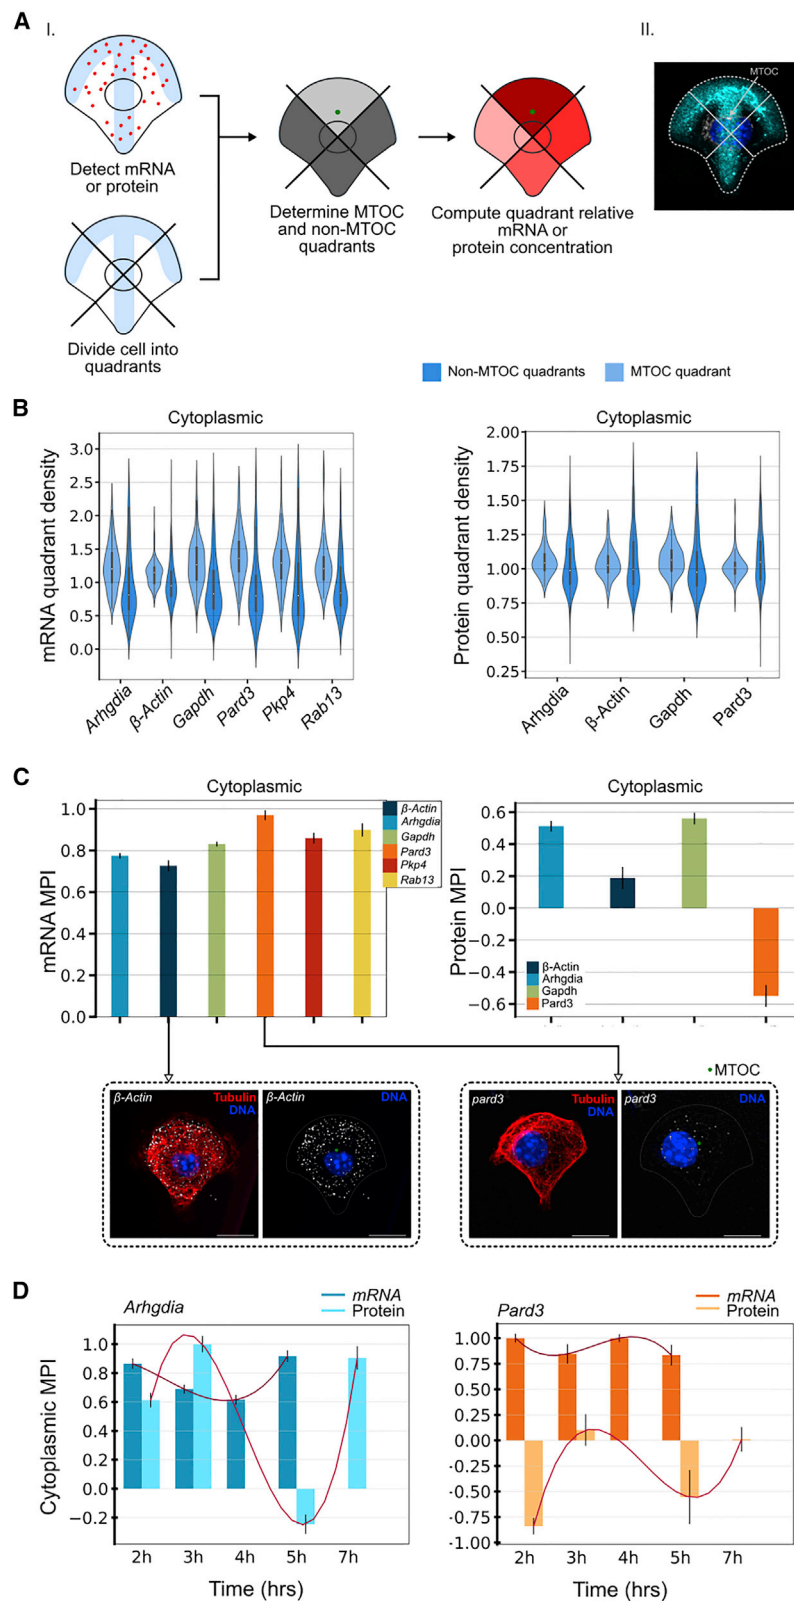 A
I.
II.
MTOC
Detect mRNA
or protein
Determine MTOC
and non-MTOC
quadrants
Compute quadrant relative
mRNA or
protein concentration
Divide cell into
quadrants
Non-MTOC quadrants
MTOC quadrant
B
Cytoplasmic
mRNA quadrant density
3.0
2.5
2.0
1.5
1.0
0.5
0.0
Arhgdia
β-Actin
Gapdh
Pard3
Pkp4
Rab13
Cytoplasmic
Protein quadrant density
2.00
1.75
1.50
1.25
1.00
0.75
0.50
0.25
Arhgdia
β-Actin
Gapdh
Pard3
C
Cytoplasmic
mRNA MPI
1.0
0.8
0.6
0.4
0.2
0.0
β-Actin
Arhgdia
Gapdh
Pard3
Pkp4
Rab13
Cytoplasmic
Protein MPI
0.6
0.4
0.2
0.0
−0.2
−0.4
−0.6
β-Actin
Arhgdia
Gapdh
Pard3
MTOC
β-Actin
Tubulin
DNA
β-Actin
DNA
pard3
Tubulin
DNA
pard3
DNA
D
Arhgdia
mRNA
Protein
Cytoplasmic MPI
1.0
0.8
0.6
0.4
0.2
0.0
−0.2
2h
3h
4h
5h
7h
Time (hrs)
Pard3
mRNA
Protein
1.00
0.75
0.50
0.25
0.00
-0.25
-0.50
-0.75
-1.00
2h
3h
4h
5h
7h
Time (hrs)